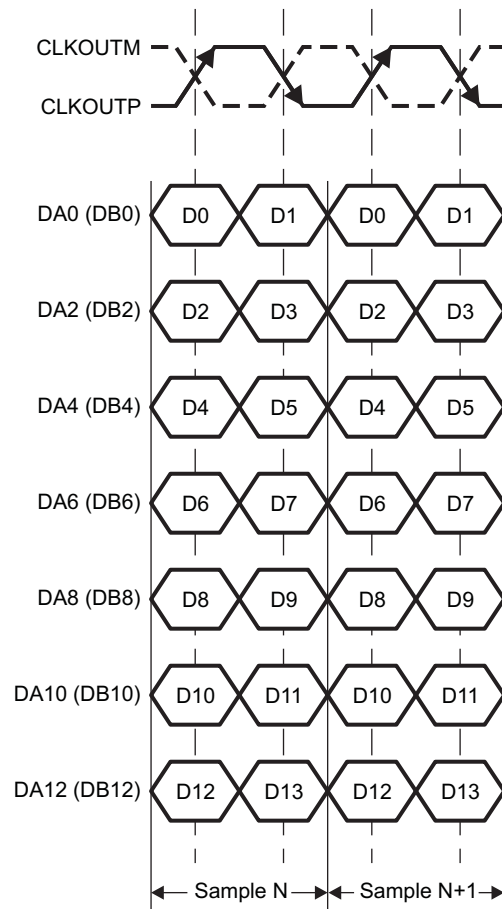 CLKOUTM
CLKOUTP
DA0 (DB0) D0 D1 D0 D1
DA2 (DB2) D2 D3 D2 D3
DA4 (DB4) D4 D5 D4 D5
DA6 (DB6) D6 D7 D6 D7
DA8 (DB8) D8 D9 D8 D9
DA10 (DB10) D10 D11 D10 D11
DA12 (DB12) D12 D13 D12 D13
Sample N Sample N+1